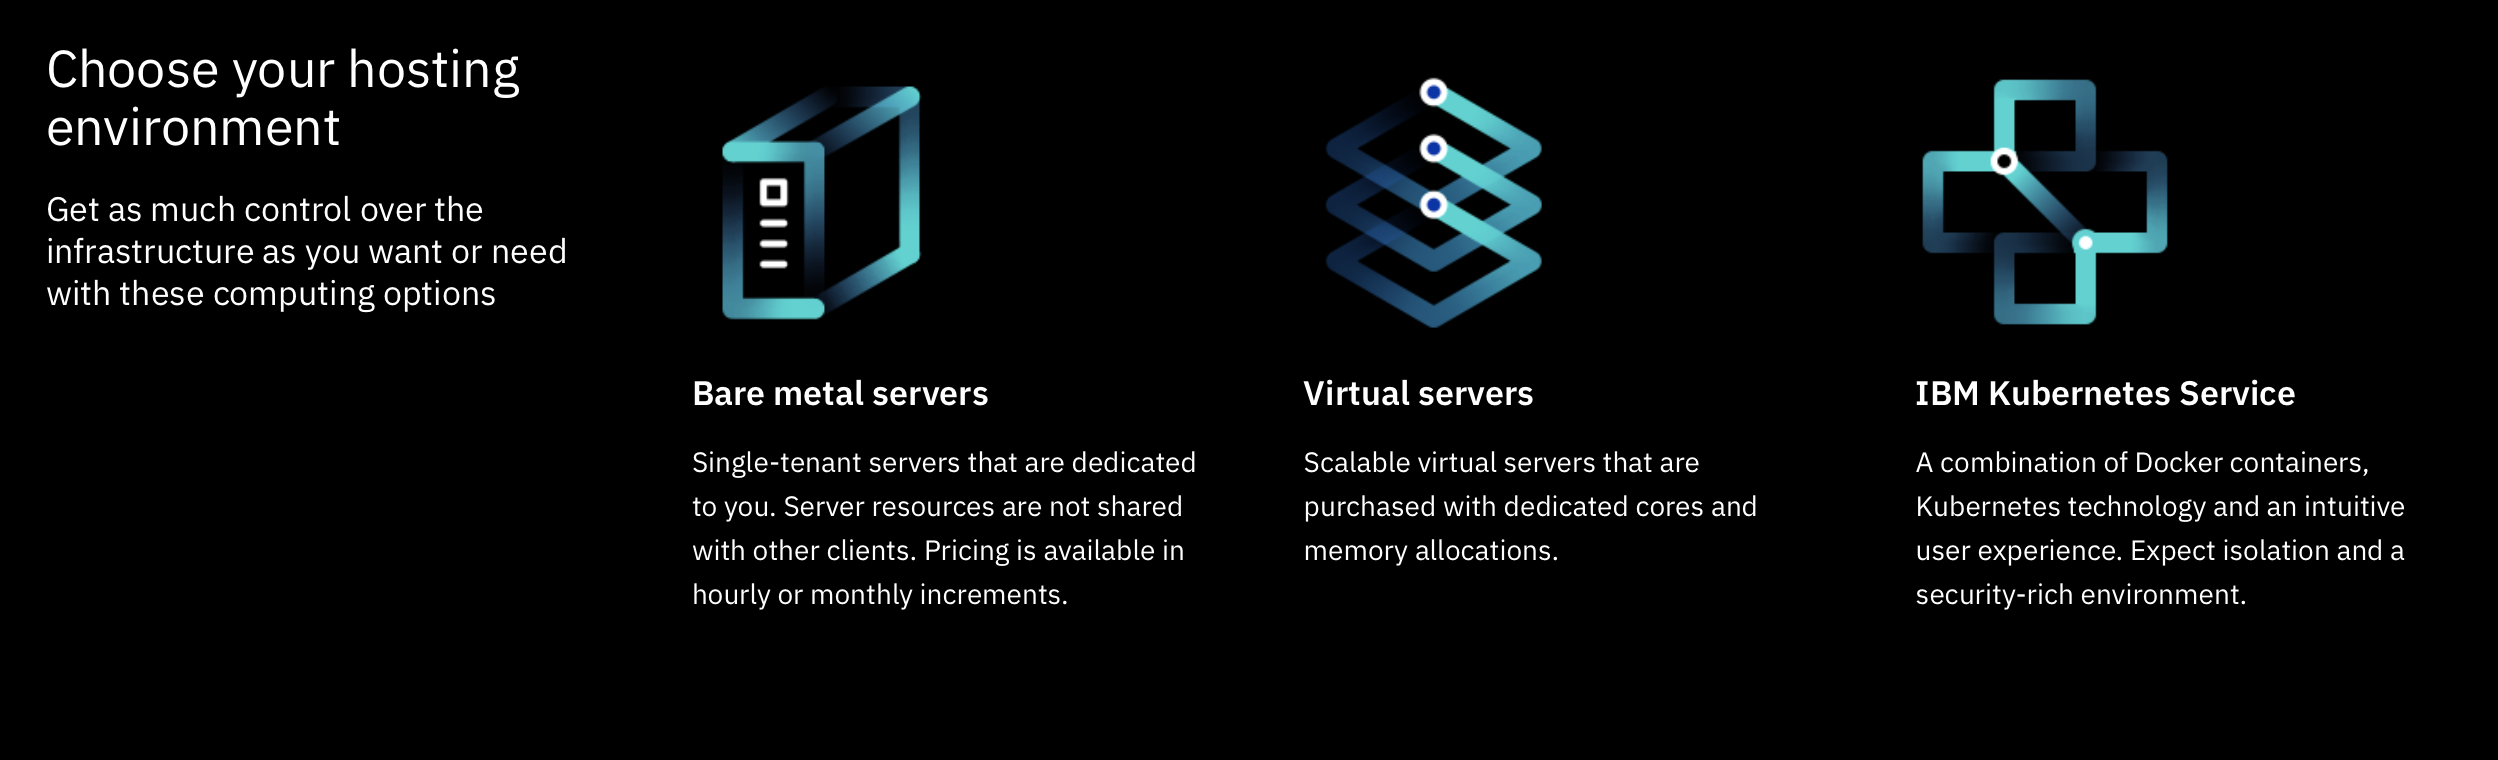 Choose your hosting
environment
Get as much control over the
infrastructure as you want or need
with these computing options
Bare metal servers
Single-tenant servers that are dedicated
to you. Server resources are not shared
with other clients. Pricing is available in
hourly or monthly increments.
Virtual servers
Scalable virtual servers that are
purchased with dedicated cores and
memory allocations.
IBM Kubernetes Service
A combination of Docker containers,
Kubernetes technology and an intuitive
user experience. Expect isolation and a
security-rich environment.